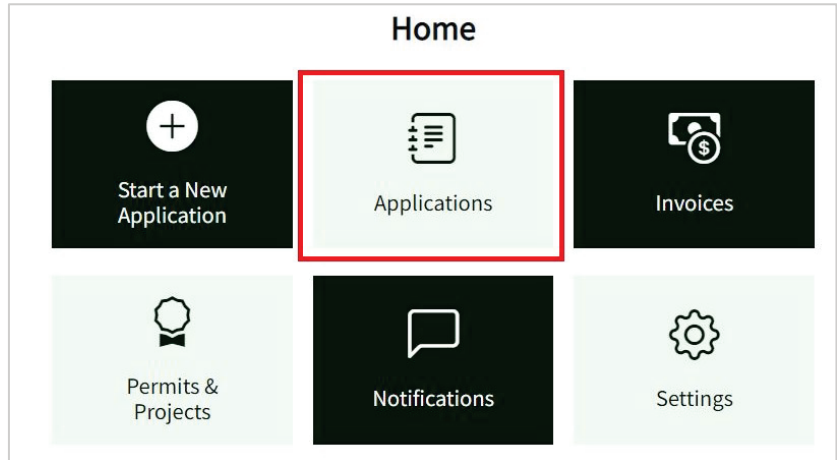 Home
Start a New
Application
Applications
Invoices
Permits &
Projects
Notifications
Settings